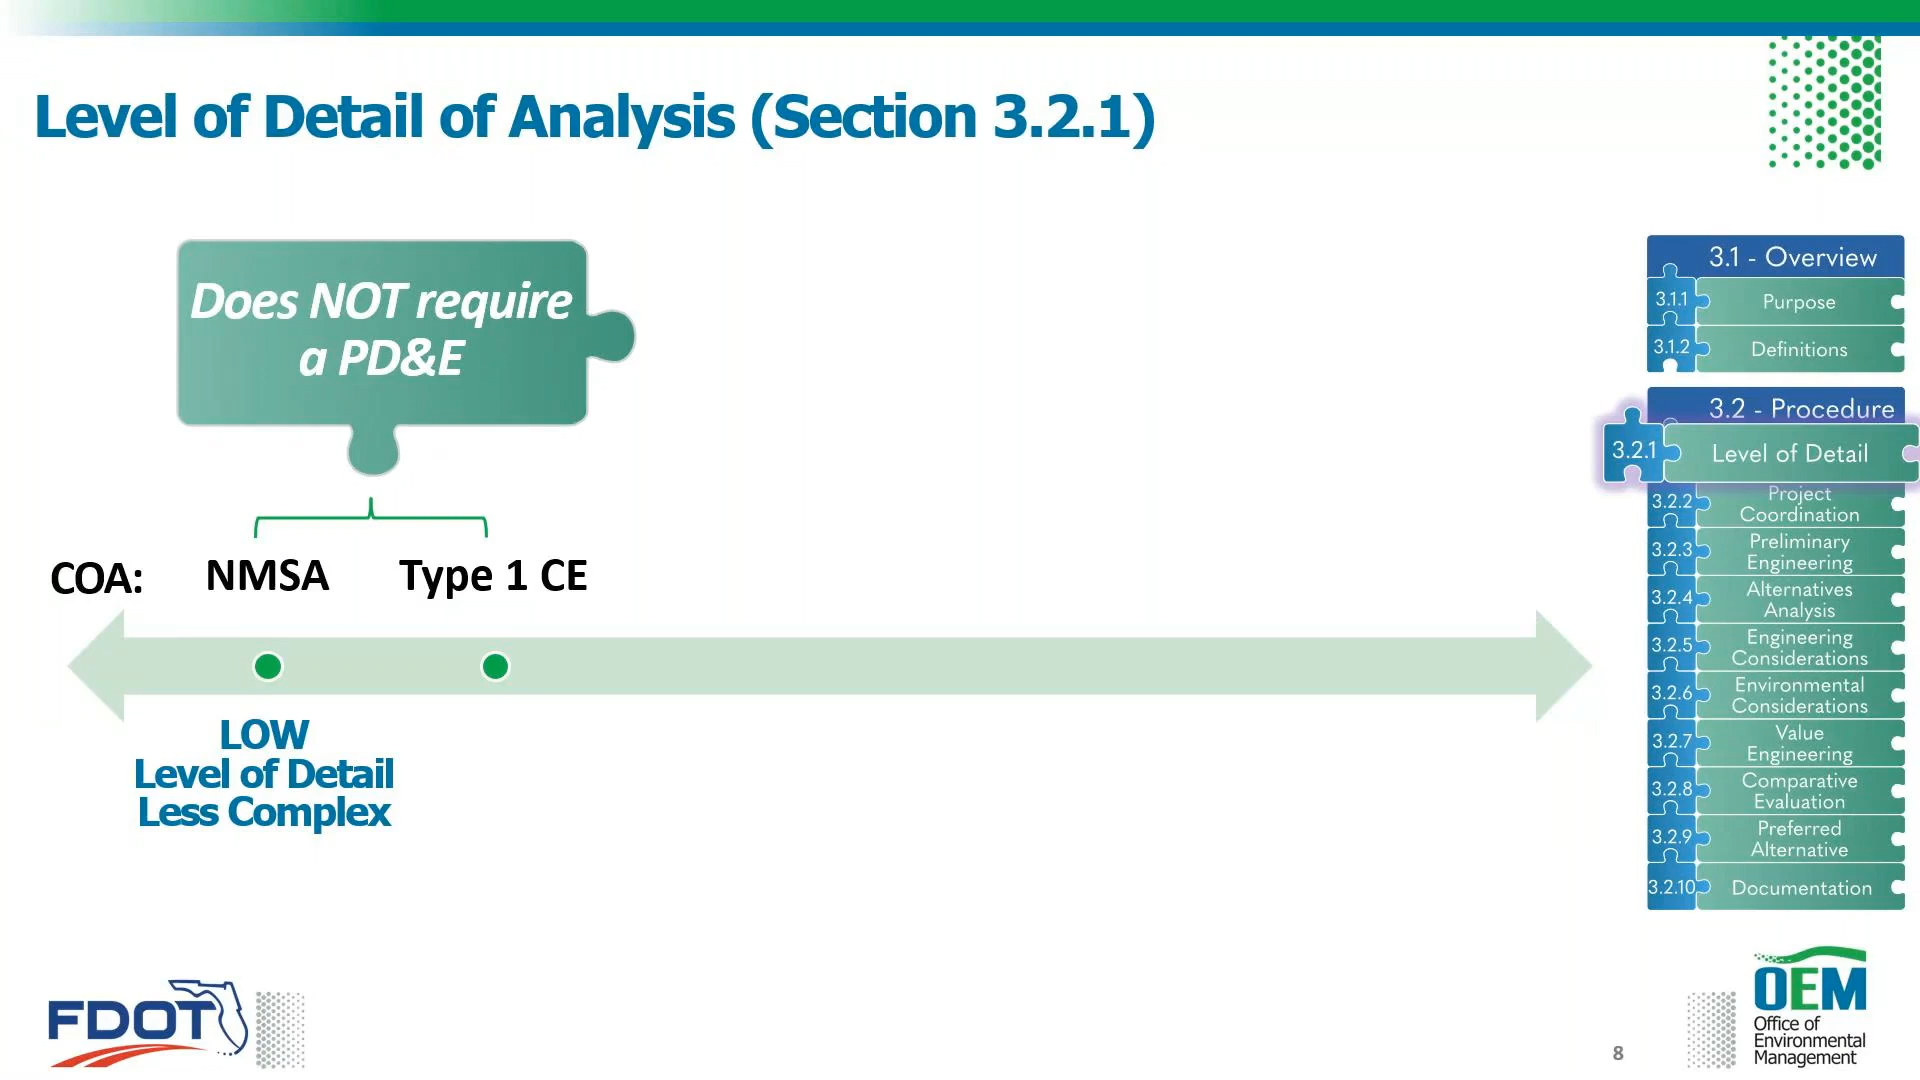 Level of Detail of Analysis (Section 3.2.1)
Does NOT require
a PD&E
COA:
NMSA
Type 1 CE
LOW
Level of Detail
Less Complex
3.1 - Overview
3.1.1
Purpose
3.1.2
Definitions
3.2 - Procedure
3.2.1
Level of Detail
3.2.2
Project
Coordination
3.2.3
Preliminary
Engineering
3.2.4
Alternatives
Analysis
3.2.5
Engineering
Considerations
3.2.6
Environmental
Considerations
3.2.7
Value
Engineering
3.2.8
Comparative
Evaluation
3.2.9
Preferred
Alternative
3.2.10
Documentation
FDOT
8
OEM
Office of
Environmental
Management